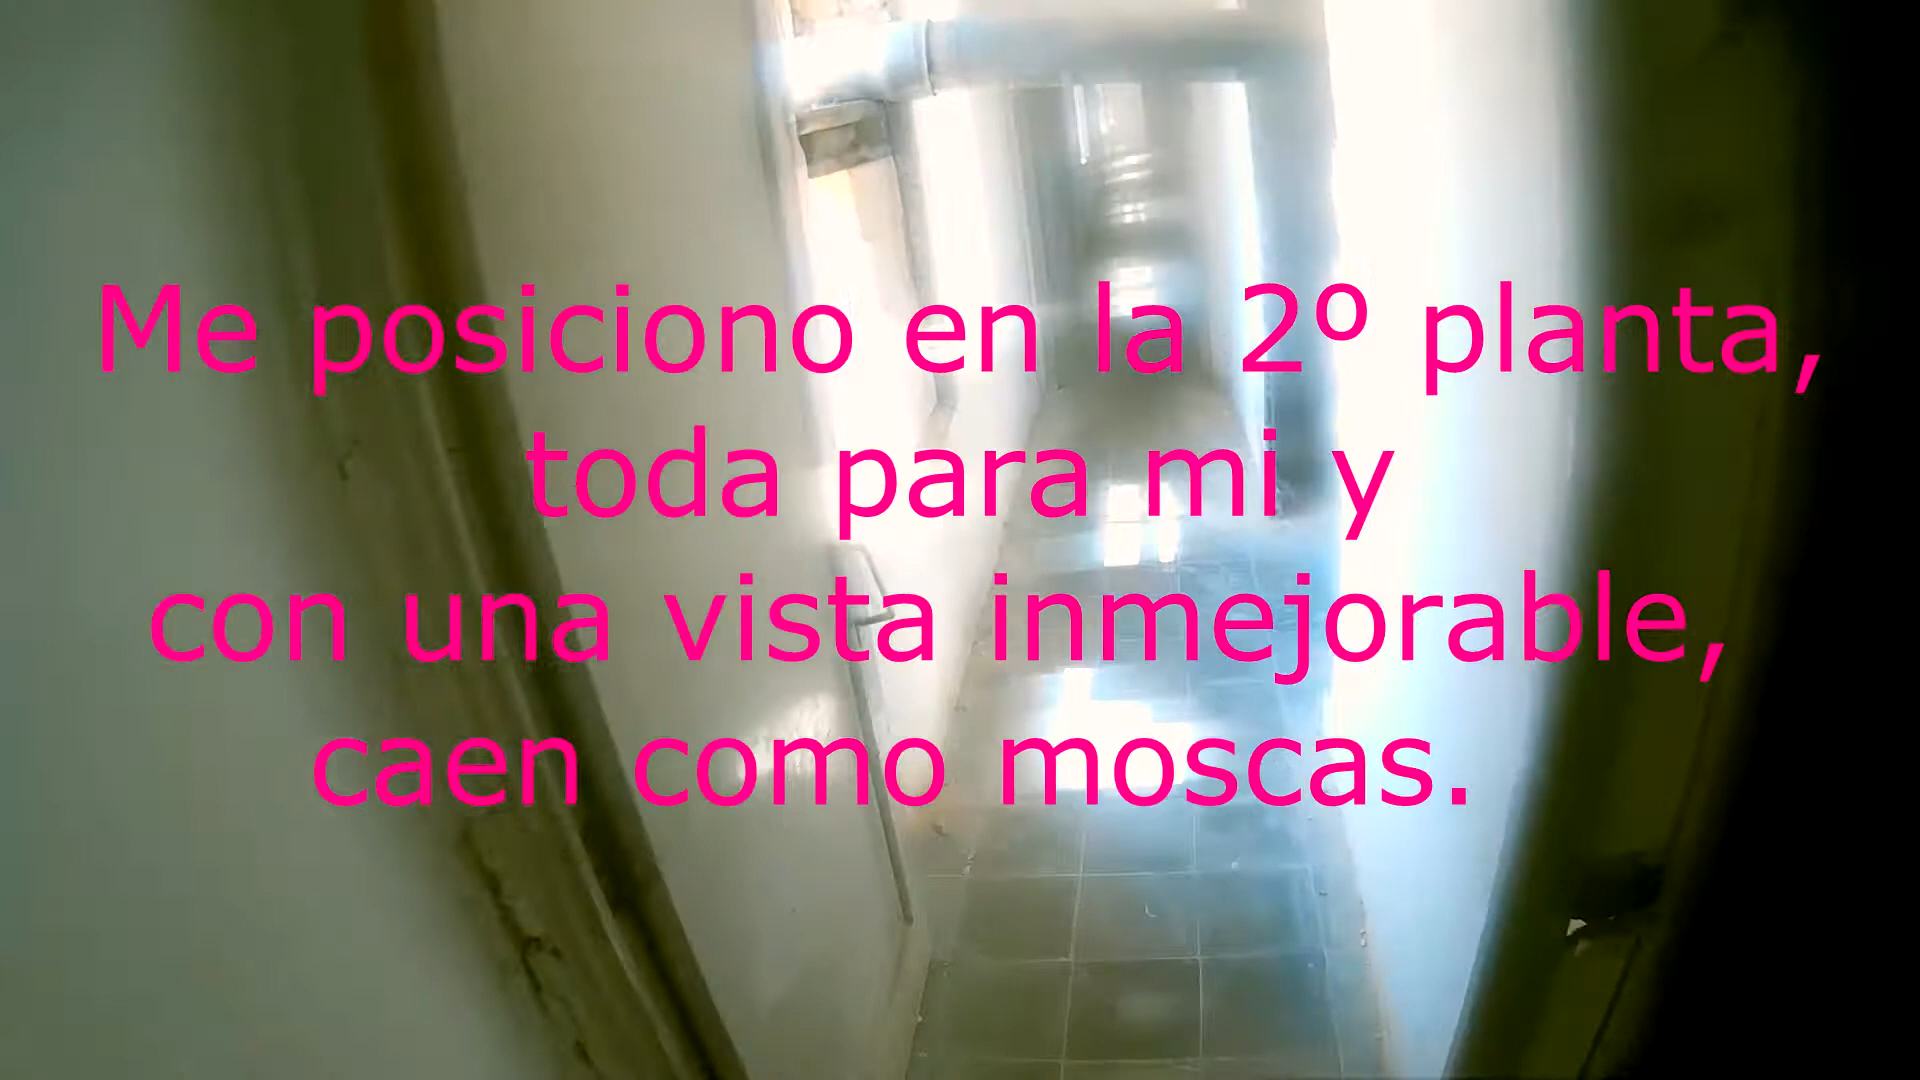 Me posiciono en la 2º planta,
toda para mi y
con una vista inmejorable,
caen como moscas.